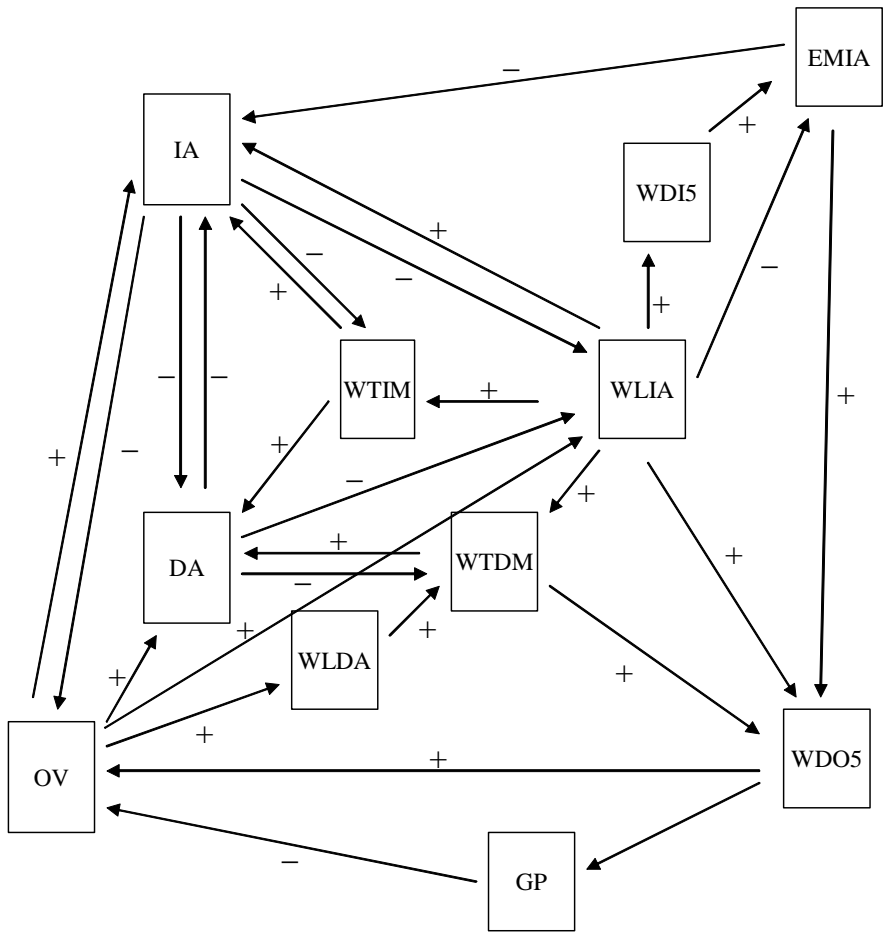 EMIA
−
IA
+
WDI5
+
−
−
+
−
+
+
−
−
WTIM
+
WLIA
+
+
−
+
−
+
DA
+
−
WTDM
+
+
WLDA
+
+
+
+
OV
+
WDO5
−
GP